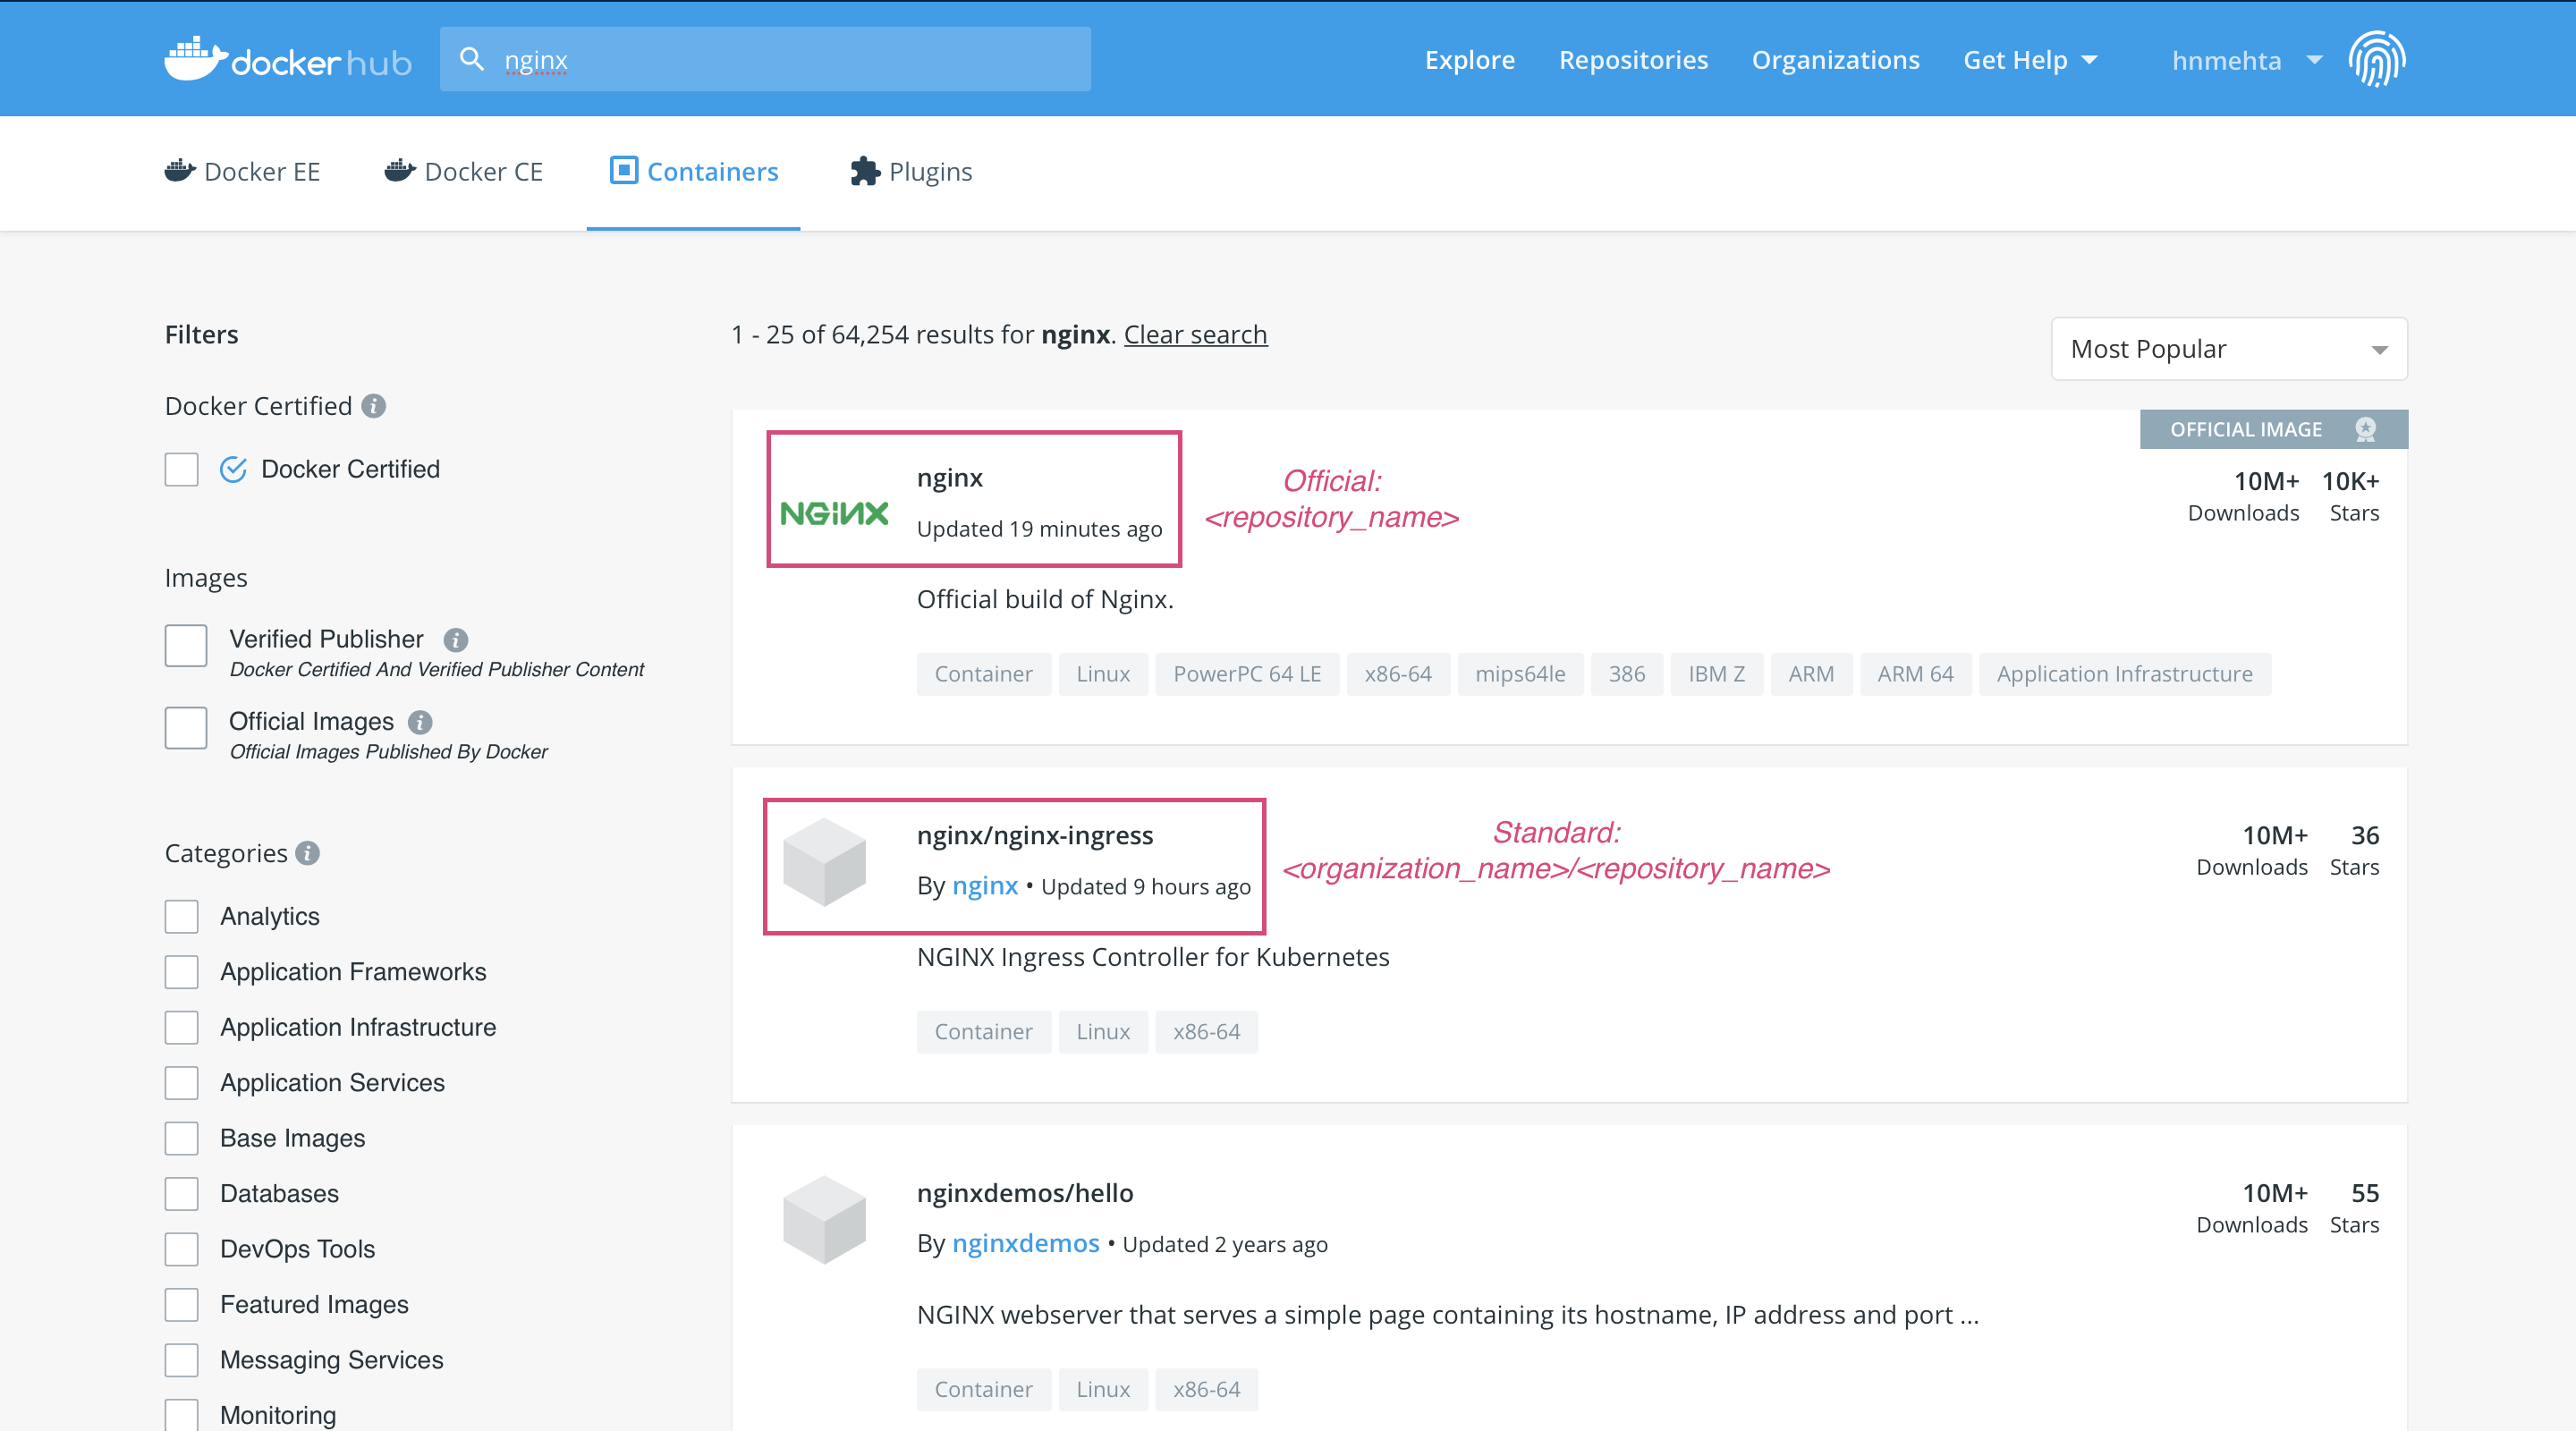 docker hub
nginx
Explore
Repositories
Organizations
Get Help
hnmehta
Docker EE
Docker CE
Containers
Plugins
Filters
Docker Certified
Docker Certified
Images
Verified Publisher
Docker Certified And Verified Publisher Content
Official Images
Official Images Published By Docker
Categories
Analytics
Application Frameworks
Application Infrastructure
Application Services
Base Images
Databases
DevOps Tools
Featured Images
Messaging Services
Monitoring
1 - 25 of 64,254 results for nginx. Clear search
Most Popular
OFFICIAL IMAGE
NGINX
nginx
Updated 19 minutes ago
Official:
<repository_name>
10M+ 10K+
Downloads Stars
Official build of Nginx.
Container Linux PowerPC 64 LE x86-64 mips64le 386 IBM Z ARM ARM 64 Application Infrastructure
nginx/nginx-ingress
By nginx • Updated 9 hours ago
Standard:
<organization_name>/<repository_name>
10M+ 36
Downloads Stars
NGINX Ingress Controller for Kubernetes
Container Linux x86-64
nginxdemos/hello
By nginxdemos • Updated 2 years ago
10M+ 55
Downloads Stars
NGINX webserver that serves a simple page containing its hostname, IP address and port ...
Container Linux x86-64